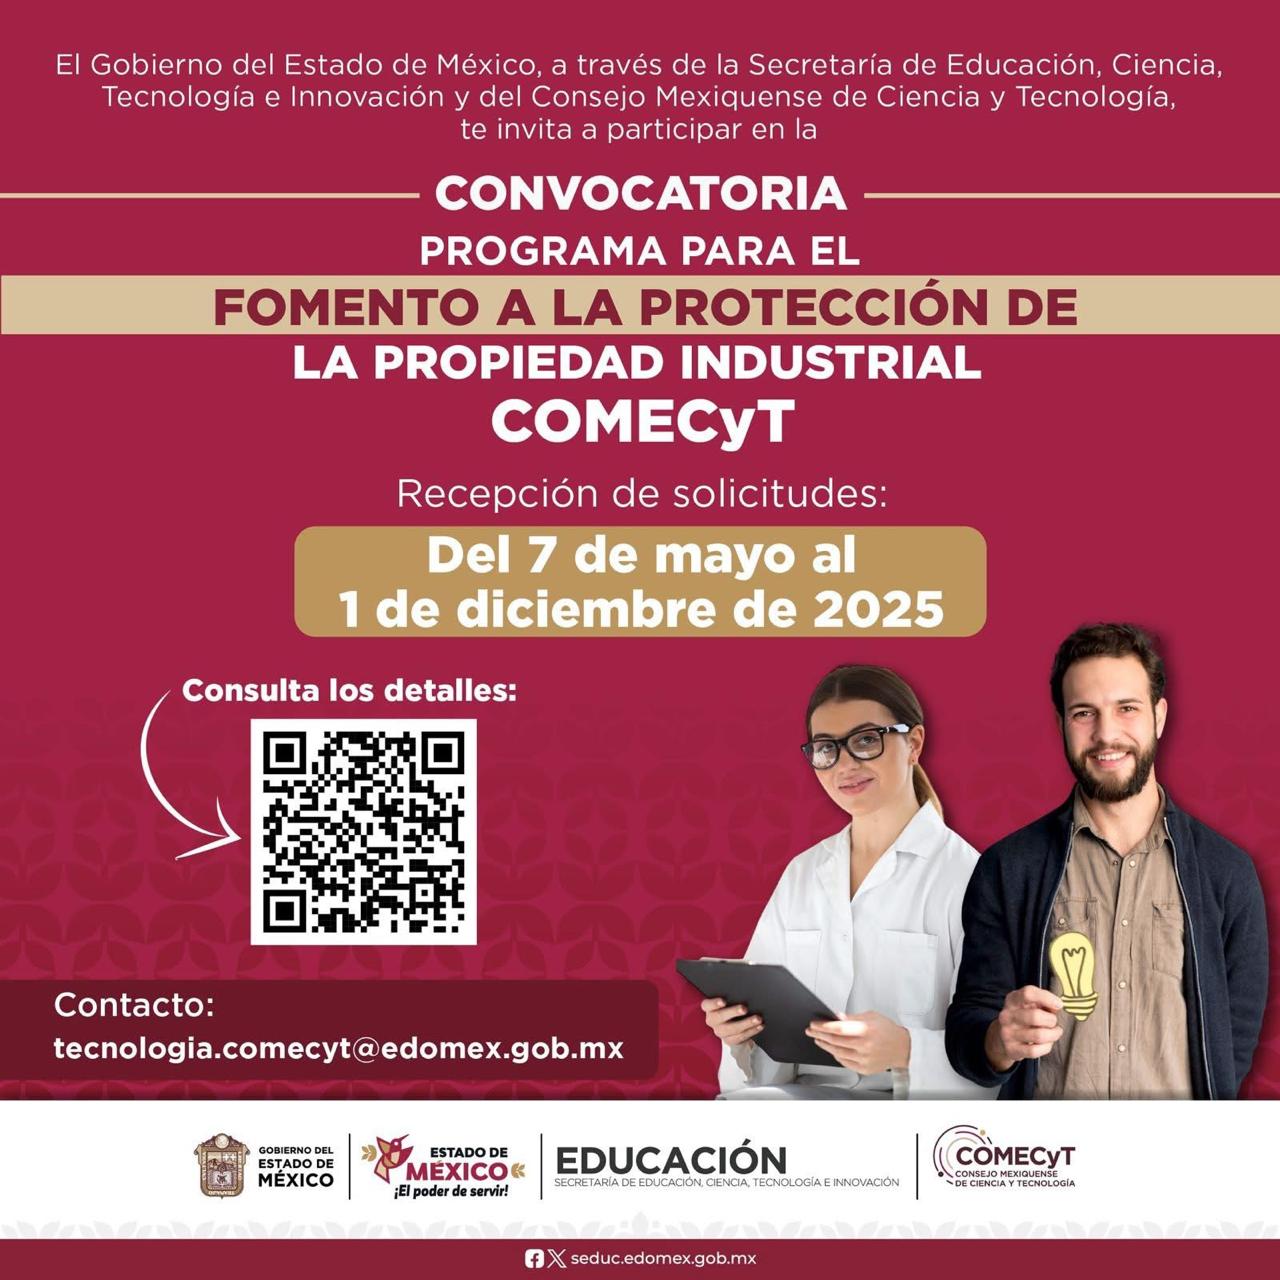 El Gobierno del Estado de México, a través de la Secretaría de Educación, Ciencia,
Tecnología e Innovación y del Consejo Mexiquense de Ciencia y Tecnología,
te invita a participar en la
CONVOCATORIA
PROGRAMA PARA EL
FOMENTO A LA PROTECCIÓN DE
LA PROPIEDAD INDUSTRIAL
COMECyT
Recepción de solicitudes:
Del 7 de mayo al
1 de diciembre de 2025
Consulta los detalles:
Contacto:
tecnologia.comecyt@edomex.gob.mx
GOBIERNO DEL
ESTADO DE
MÉXICO
ESTADO DE
MÉXICO
¡El poder de servir!
EDUCACIÓN
SECRETARÍA DE EDUCACIÓN, CIENCIA, TECNOLOGÍA E INNOVACIÓN
COMECyT
CONSEJO MEXIQUENSE
DE CIENCIA Y TECNOLOGÍA
seduc.edomex.gob.mx